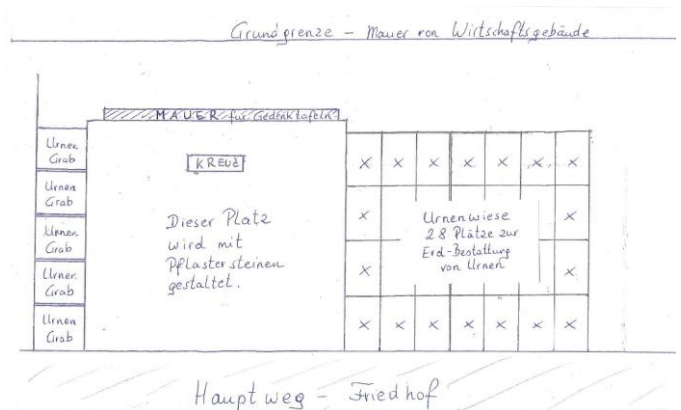 Grundgrenze - Mauer von Wirtschaftsgebäude
MAUER für Gedenktafeln
KREUZ
Urnen
Grab
Urnen
Grab
Urnen
Grab
Urnen
Grab
Urnen
Grab
Dieser Platz
wird mit
Pflastersteinen
gestaltet.
x x x x x x x
x x
x x
x x x x x x x
Urnenwiese
28 Plätze zur
Erd-Bestattung
von Urnen
Hauptweg - Friedhof